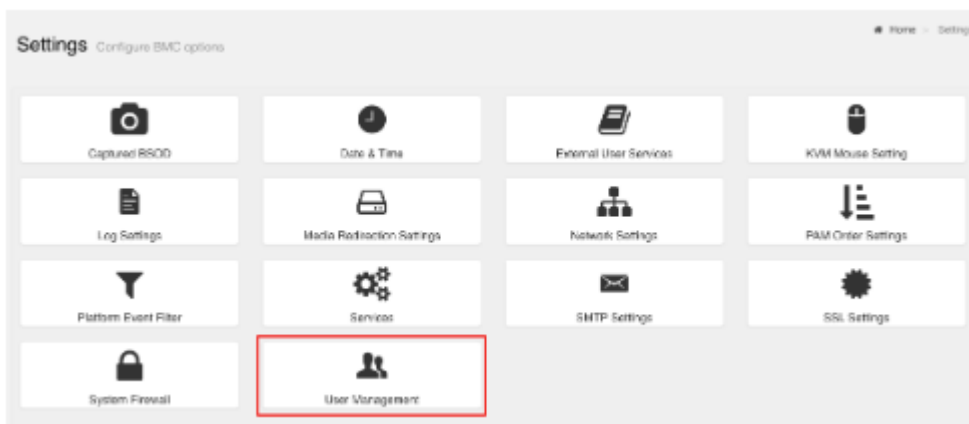 Settings Configure BMC options
Home > Setting
Captured BSOD
Date & Time
External User Services
KVM Mouse Setting
Log Settings
Media Redirection Settings
Network Settings
PAM Order Settings
Platform Event Filter
Services
SMTP Settings
SSL Settings
System Firewall
User Management